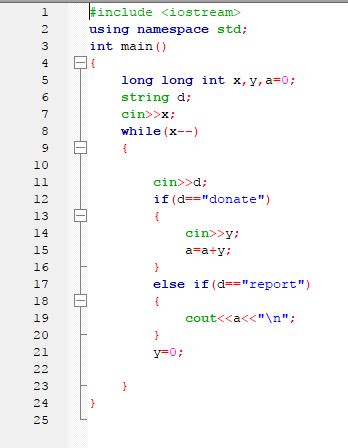 1 #include <iostream>
2 using namespace std;
3 int main()
4 {
5 long long int x,y,a=0;
6 string d;
7 cin>>x;
8 while(x--)
9 {
10
11 cin>>d;
12 if(d=="donate")
13 {
14 cin>>y;
15 a=a+y;
16 }
17 else if(d=="report")
18 {
19 cout<<a<<"\n";
20 }
21 y=0;
22
23 }
24 }
25